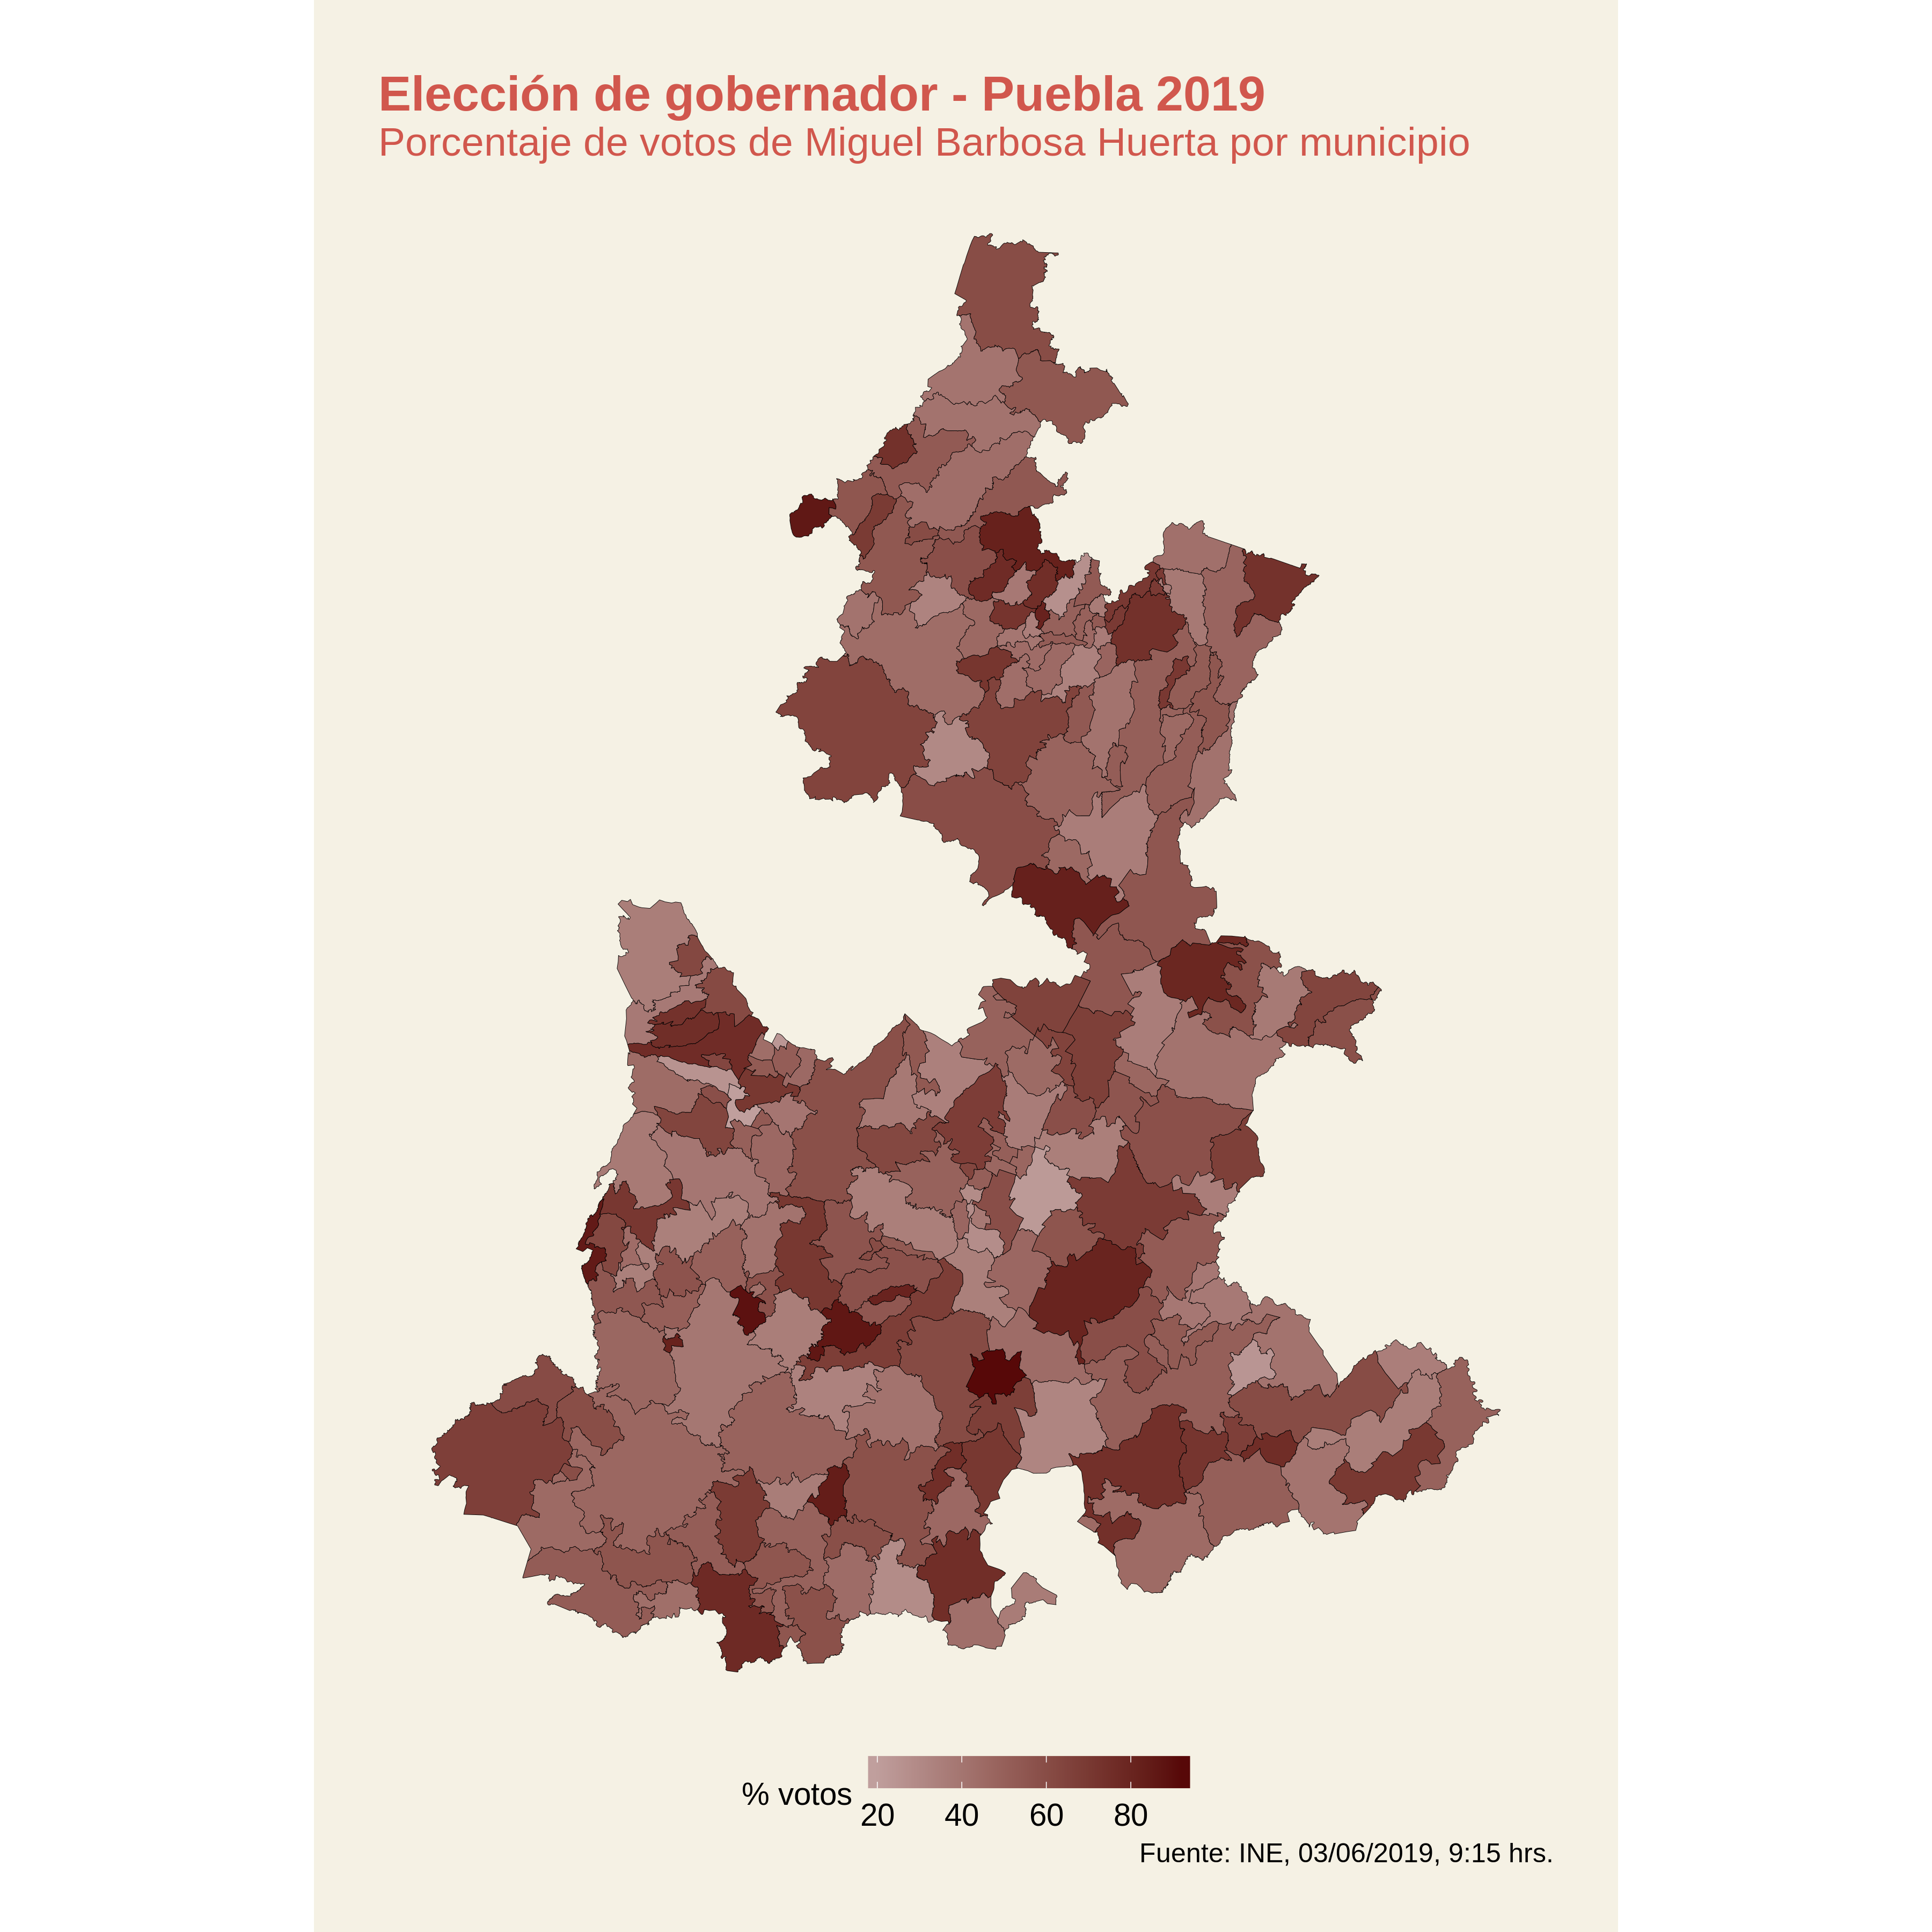 Elección de gobernador - Puebla 2019
Porcentaje de votos de Miguel Barbosa Huerta por municipio
% votos
20 40 60 80
Fuente: INE, 03/06/2019, 9:15 hrs.